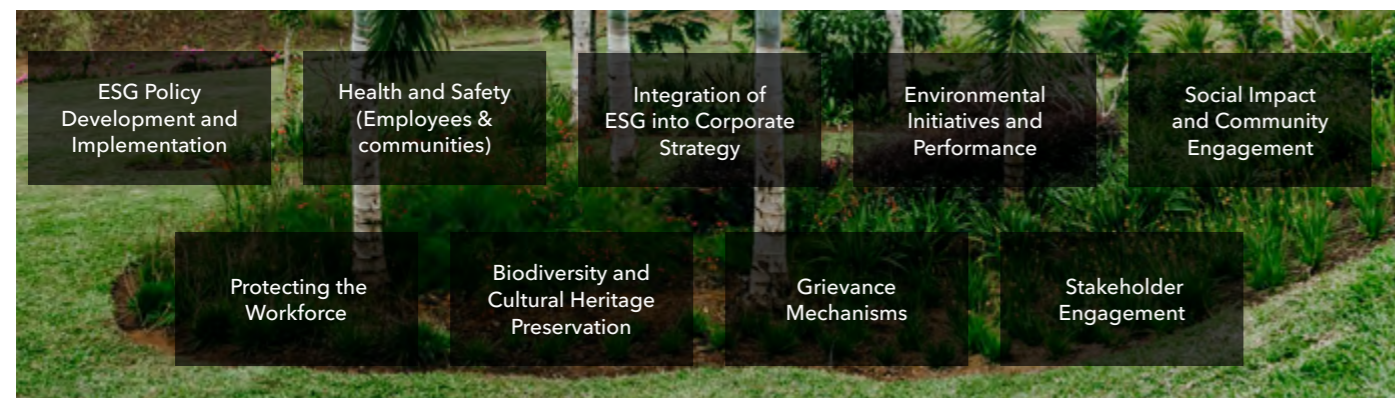 ESG Policy
Development and
Implementation
Health and Safety
(Employees &
communities)
Integration of
ESG into Corporate
Strategy
Environmental
Initiatives and
Performance
Social Impact
and Community
Engagement
Protecting the
Workforce
Biodiversity and
Cultural Heritage
Preservation
Grievance
Mechanisms
Stakeholder
Engagement